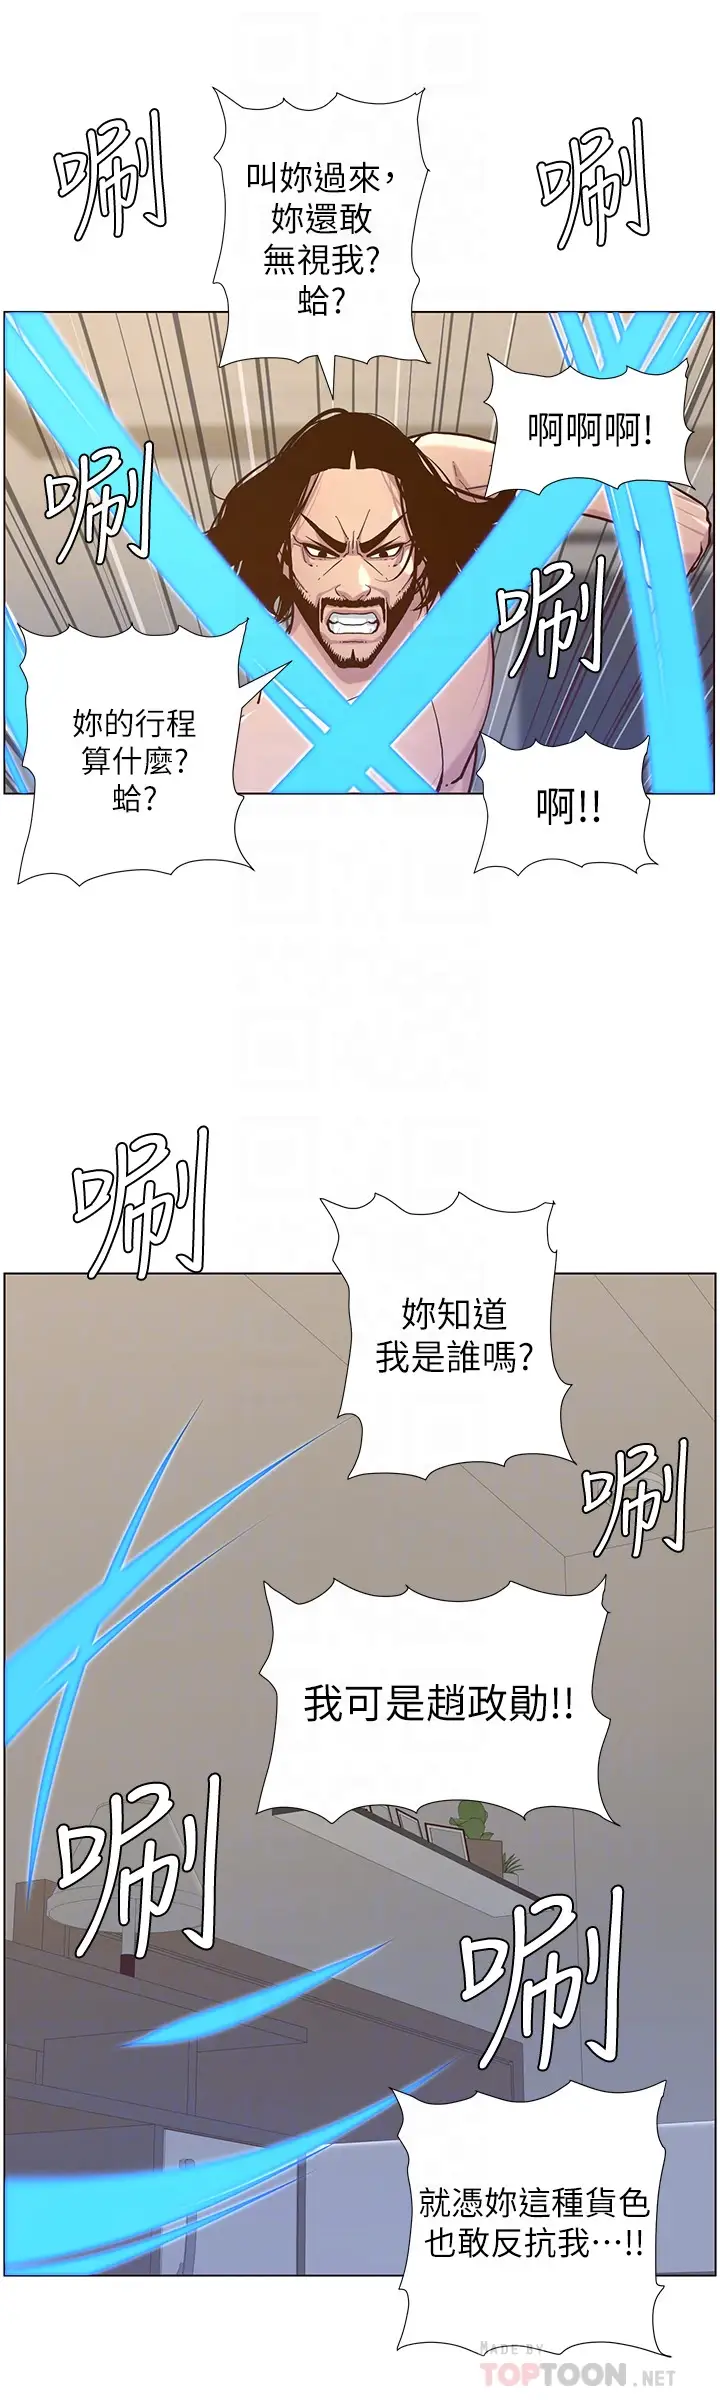 唰
叫妳過來，
妳還敢
無視我?
蛤?
唰
啊啊啊!
唰
唰
妳的行程
算什麼?
蛤?
啊!!
唰
妳知道
我是誰嗎?
唰
我可是趙政勛!!
唰
唰
就憑妳這種貨色
也敢反抗我…!!
MADE BY
TOPTOON.NET